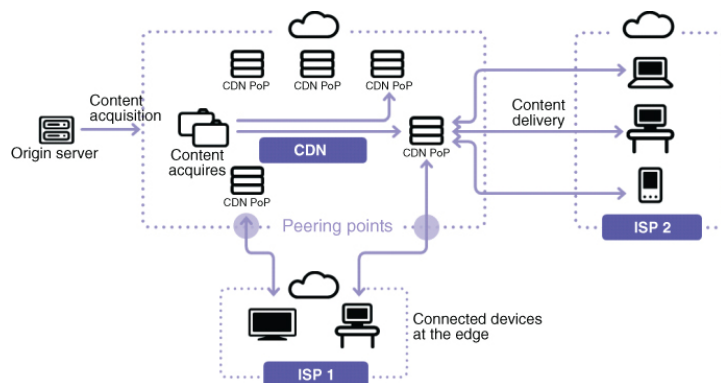 CDN PoP
CDN PoP
CDN PoP
Content
acquisition
Origin server
Content
acquires
CDN
CDN PoP
Content
delivery
CDN PoP
Peering points
ISP 2
Connected devices
at the edge
ISP 1